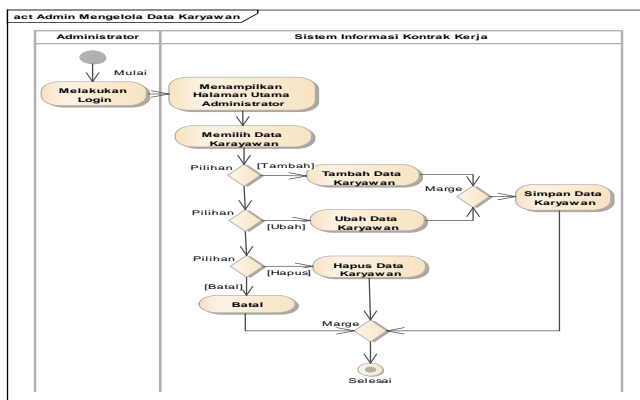 act Admin Mengelola Data Karyawan
Administrator
Sistem Informasi Kontrak Kerja
Mulai
Melakukan
Login
Menampilkan
Halaman Utama
Administrator
Memilih Data
Karayawan
Pilihan
[Tambah]
Tambah Data
Karyawan
Marge
Simpan Data
Karyawan
Pilihan
[Ubah]
Ubah Data
Karyawan
Pilihan
[Hapus]
Hapus Data
Karyawan
[Batal]
Batal
Marge
Selesai